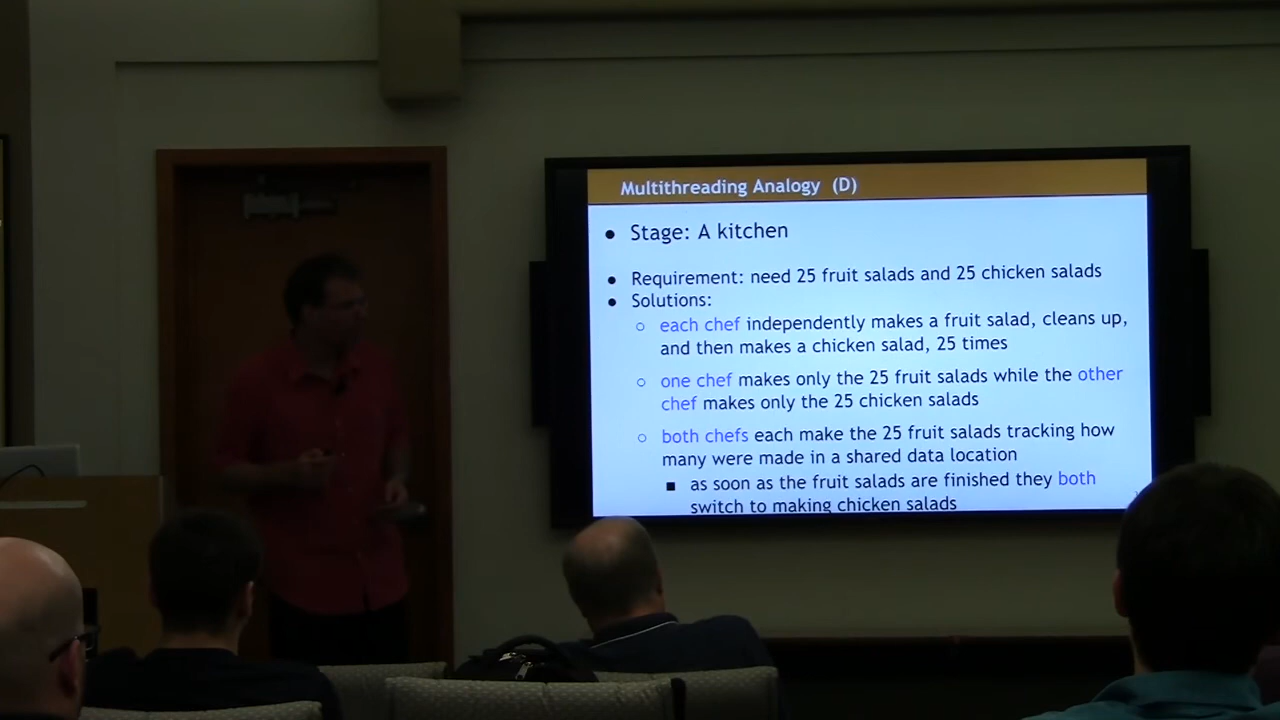 Multithreading Analogy (D)
● Stage: A kitchen
● Requirement: need 25 fruit salads and 25 chicken salads
● Solutions:
○ each chef independently makes a fruit salad, cleans up,
and then makes a chicken salad, 25 times
○ one chef makes only the 25 fruit salads while the other
chef makes only the 25 chicken salads
○ both chefs each make the 25 fruit salads tracking how
many were made in a shared data location
■ as soon as the fruit salads are finished they both
switch to making chicken salads